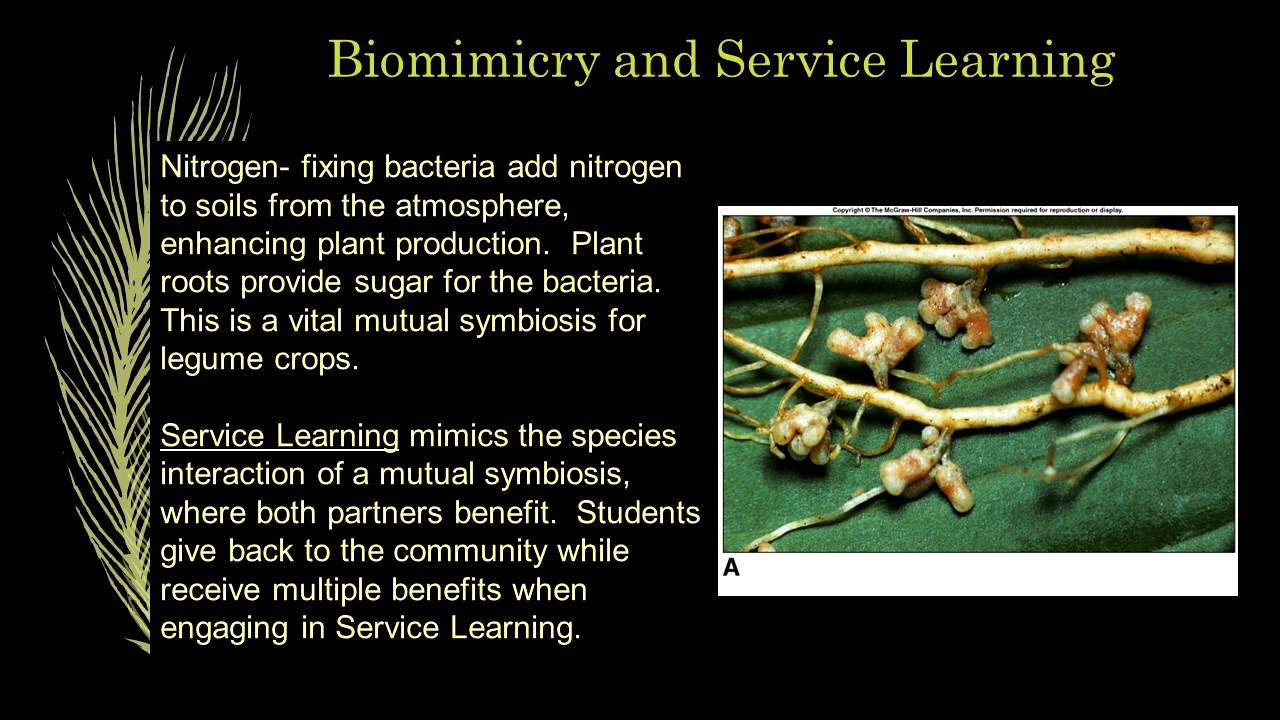 Biomimicry and Service Learning
Nitrogen- fixing bacteria add nitrogen
to soils from the atmosphere,
enhancing plant production.  Plant
roots provide sugar for the bacteria.
This is a vital mutual symbiosis for
legume crops.
Service Learning mimics the species
interaction of a mutual symbiosis,
where both partners benefit.  Students
give back to the community while
receive multiple benefits when
engaging in Service Learning.
Copyright © The McGraw-Hill Companies, Inc. Permission required for reproduction or display.
A